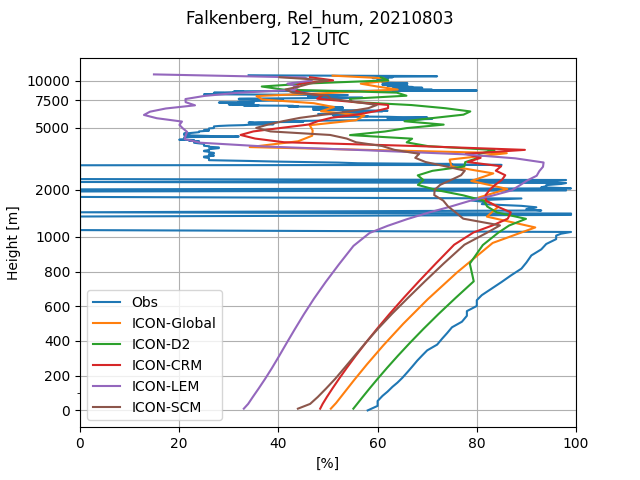 Falkenberg, Rel_hum, 20210803
12 UTC
10000
7500
5000
2000
1000
800
600
400
200
0
Height [m]
Obs
ICON-Global
ICON-D2
ICON-CRM
ICON-LEM
ICON-SCM
0 20 40 60 80 100
[%]